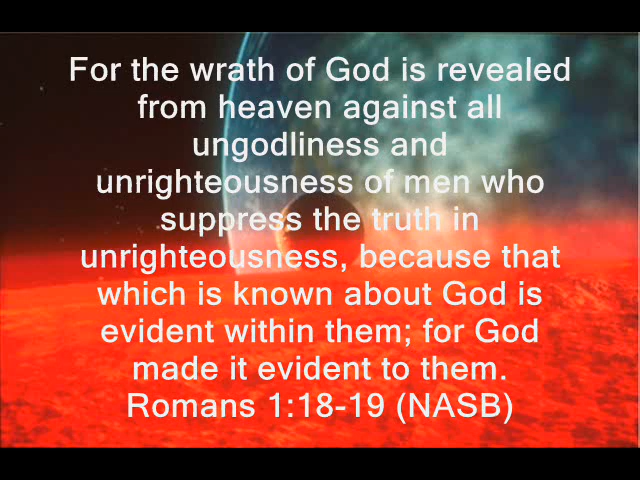 For the wrath of God is revealed
from heaven against all
ungodliness and
unrighteousness of men who
suppress the truth in
unrighteousness, because that
which is known about God is
evident within them; for God
made it evident to them.
Romans 1:18-19 (NASB)